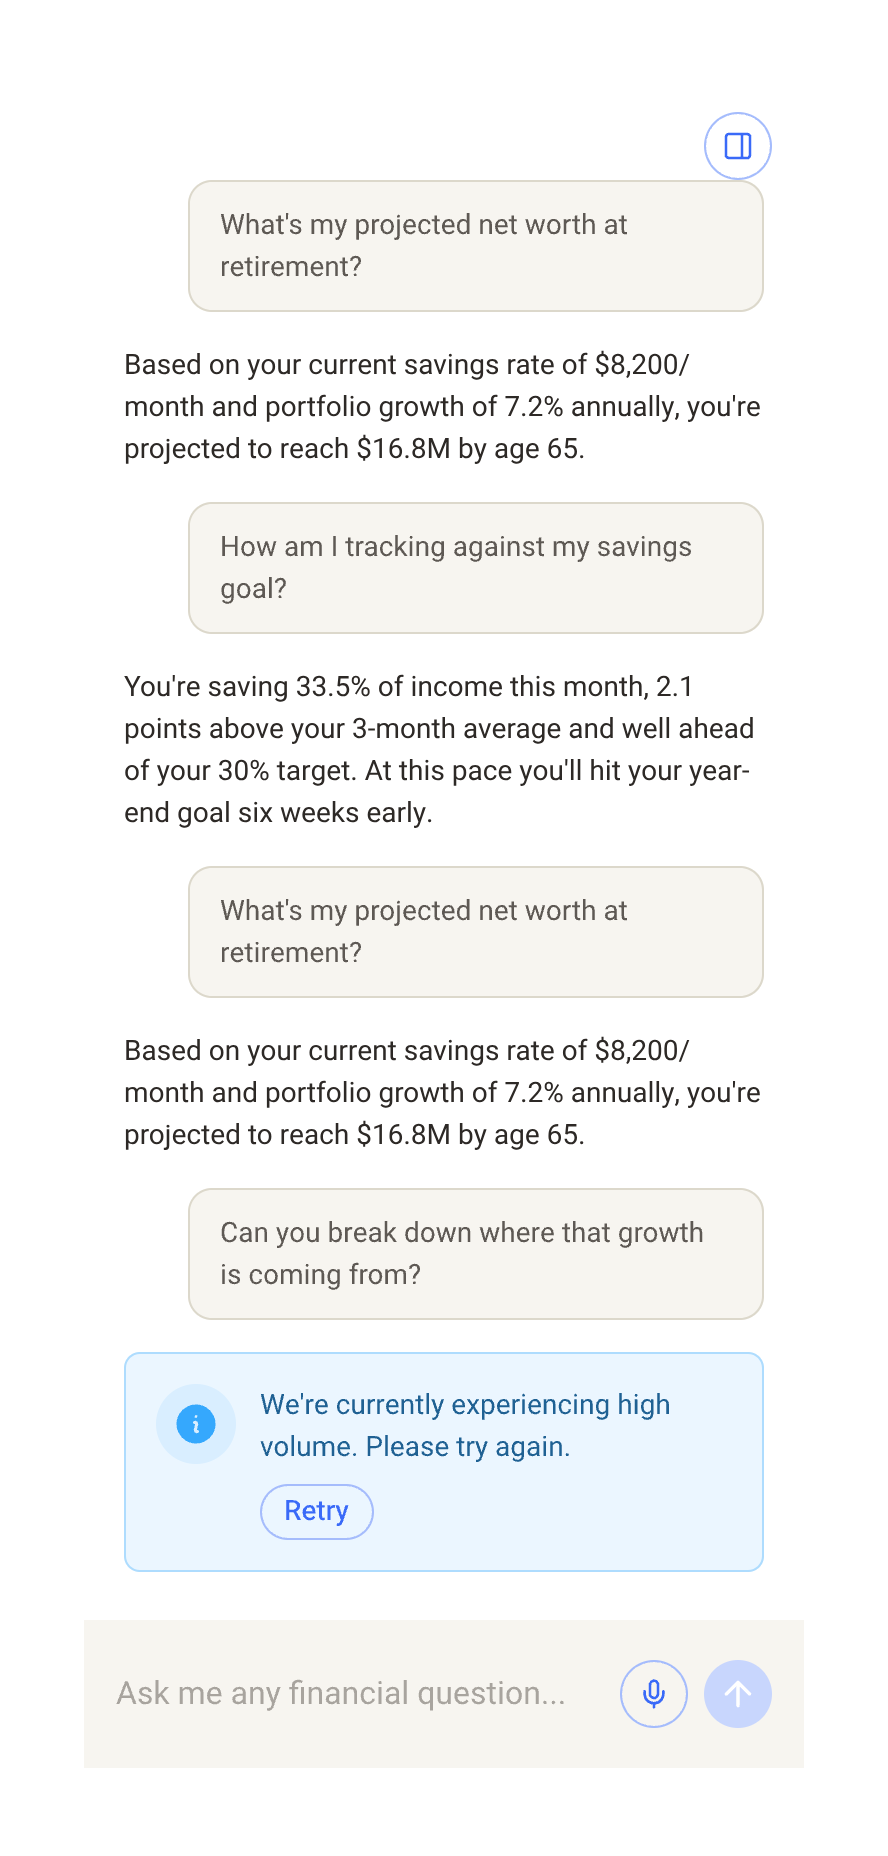 What's my projected net worth at
retirement?
Based on your current savings rate of $8,200/
month and portfolio growth of 7.2% annually, you're
projected to reach $16.8M by age 65.
How am I tracking against my savings
goal?
You're saving 33.5% of income this month, 2.1
points above your 3-month average and well ahead
of your 30% target. At this pace you'll hit your year-
end goal six weeks early.
What's my projected net worth at
retirement?
Based on your current savings rate of $8,200/
month and portfolio growth of 7.2% annually, you're
projected to reach $16.8M by age 65.
Can you break down where that growth
is coming from?
We're currently experiencing high
volume. Please try again.
Retry
Ask me any financial question...